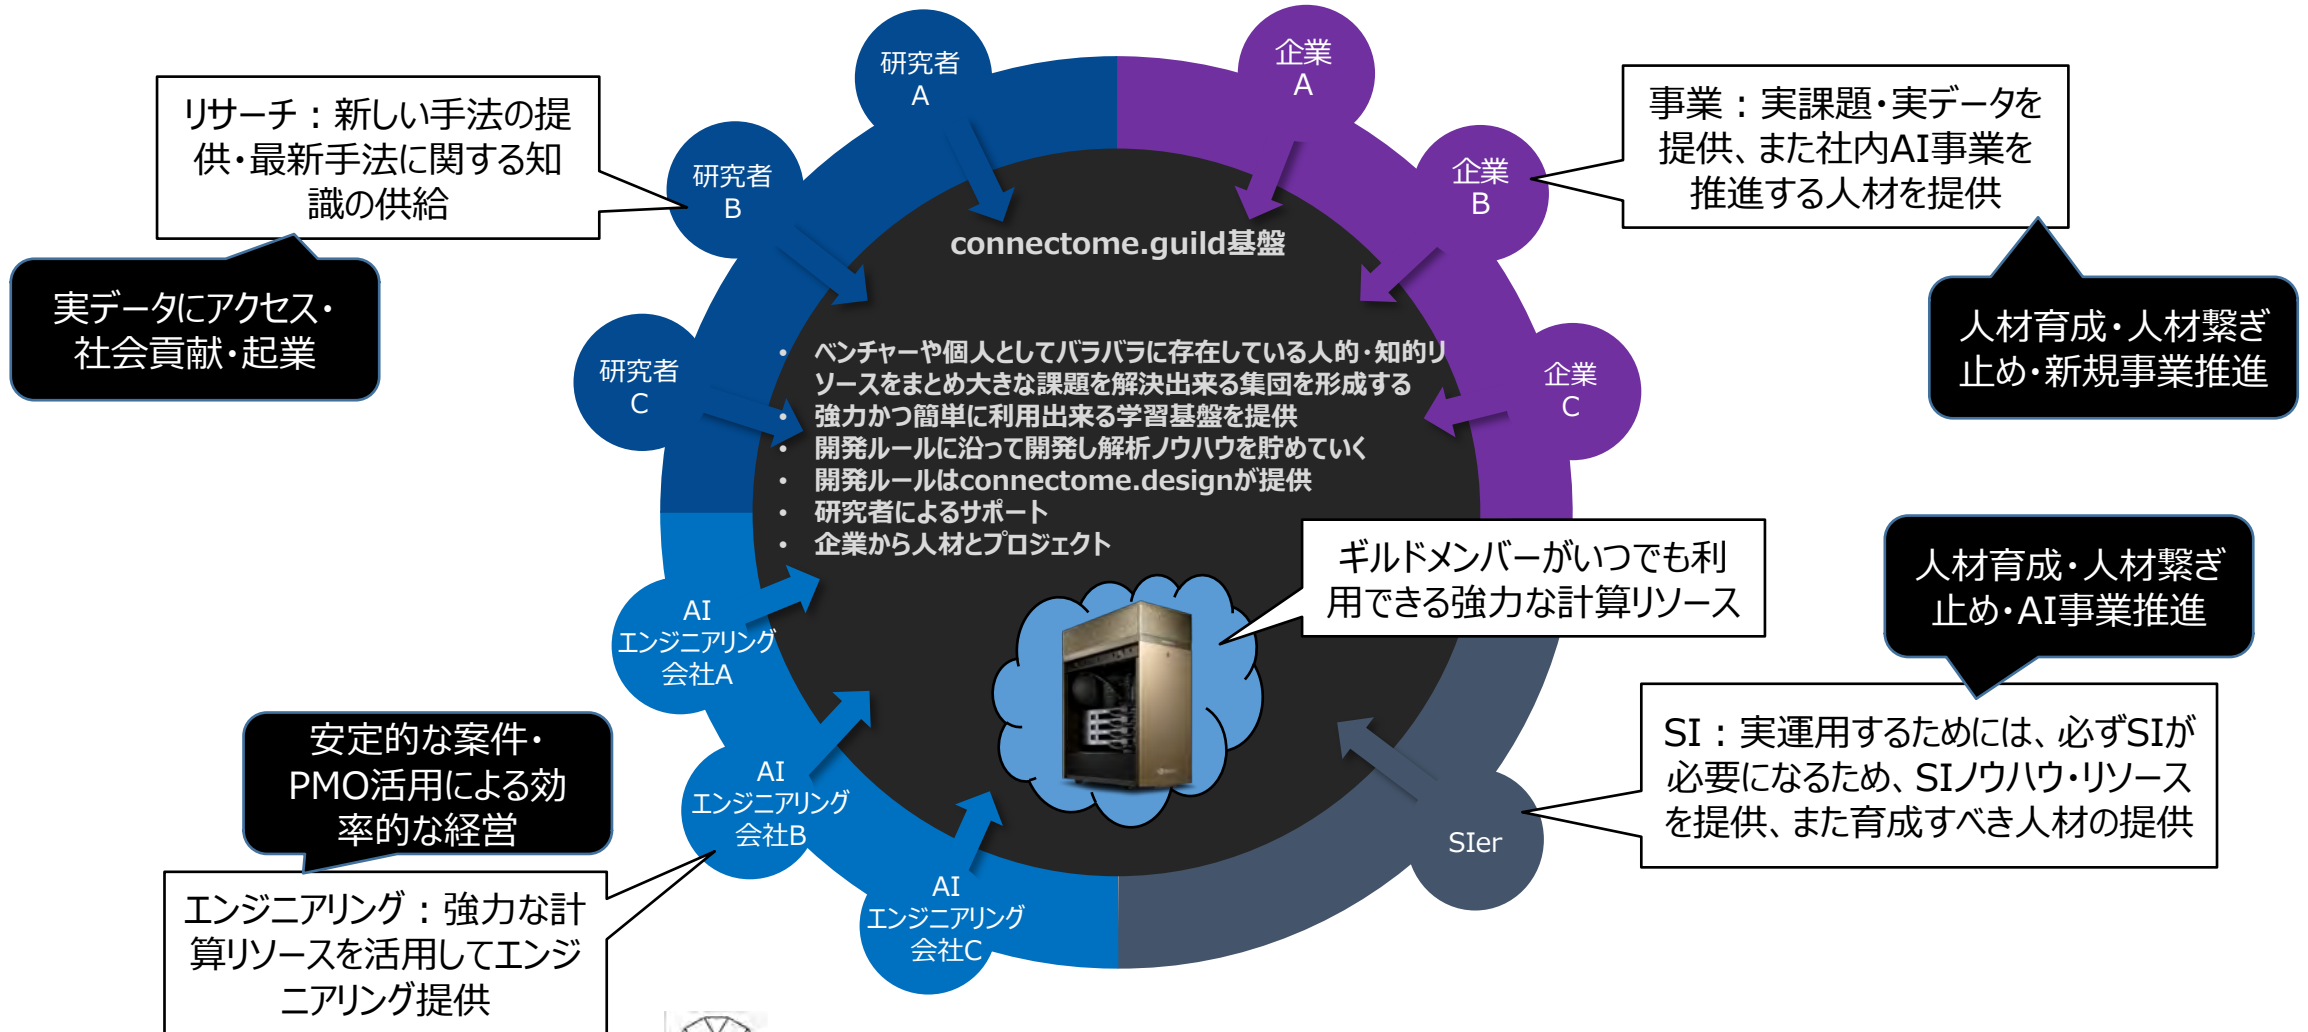 研究者
A
企業
A
リサーチ：新しい手法の提
供・最新手法に関する知
識の供給
事業：実課題・実データを
提供、また社内AI事業を
推進する人材を提供
研究者
B
企業
B
connectome.guild基盤
実データにアクセス・
社会貢献・起業
人材育成・人材繋ぎ
止め・新規事業推進
研究者
C
企業
C
• ベンチャーや個人としてバラバラに存在している人的・知的リ
ソースをまとめ大きな課題を解決出来る集団を形成する
• 強力かつ簡単に利用出来る学習基盤を提供
• 開発ルールに沿って開発し解析ノウハウを貯めていく
• 開発ルールはconnectome.designが提供
• 研究者によるサポート
• 企業から人材とプロジェクト
ギルドメンバーがいつでも利
用できる強力な計算リソース
人材育成・人材繋ぎ
止め・AI事業推進
AI
エンジニアリング
会社A
SI：実運用するためには、必ずSIが
必要になるため、SIノウハウ・リソース
を提供、また育成すべき人材の提供
安定的な案件・
PMO活用による効
率的な経営
AI
エンジニアリング
会社B
SIer
エンジニアリング：強力な計
算リソースを活用してエンジ
ニアリング提供
AI
エンジニアリング
会社C